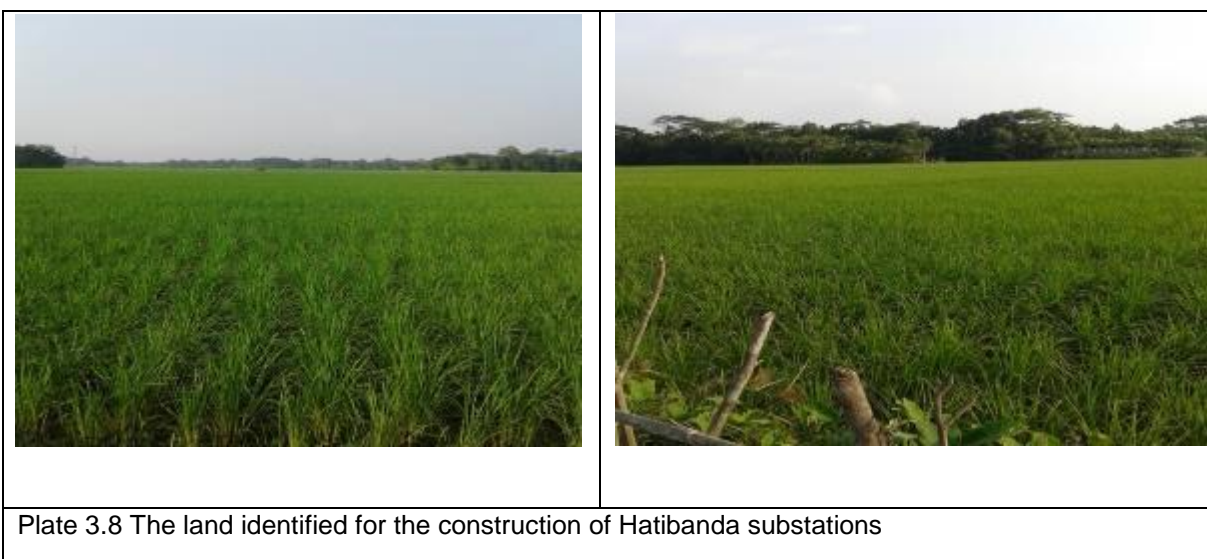 Plate 3.8 The land identified for the construction of Hatibanda substations